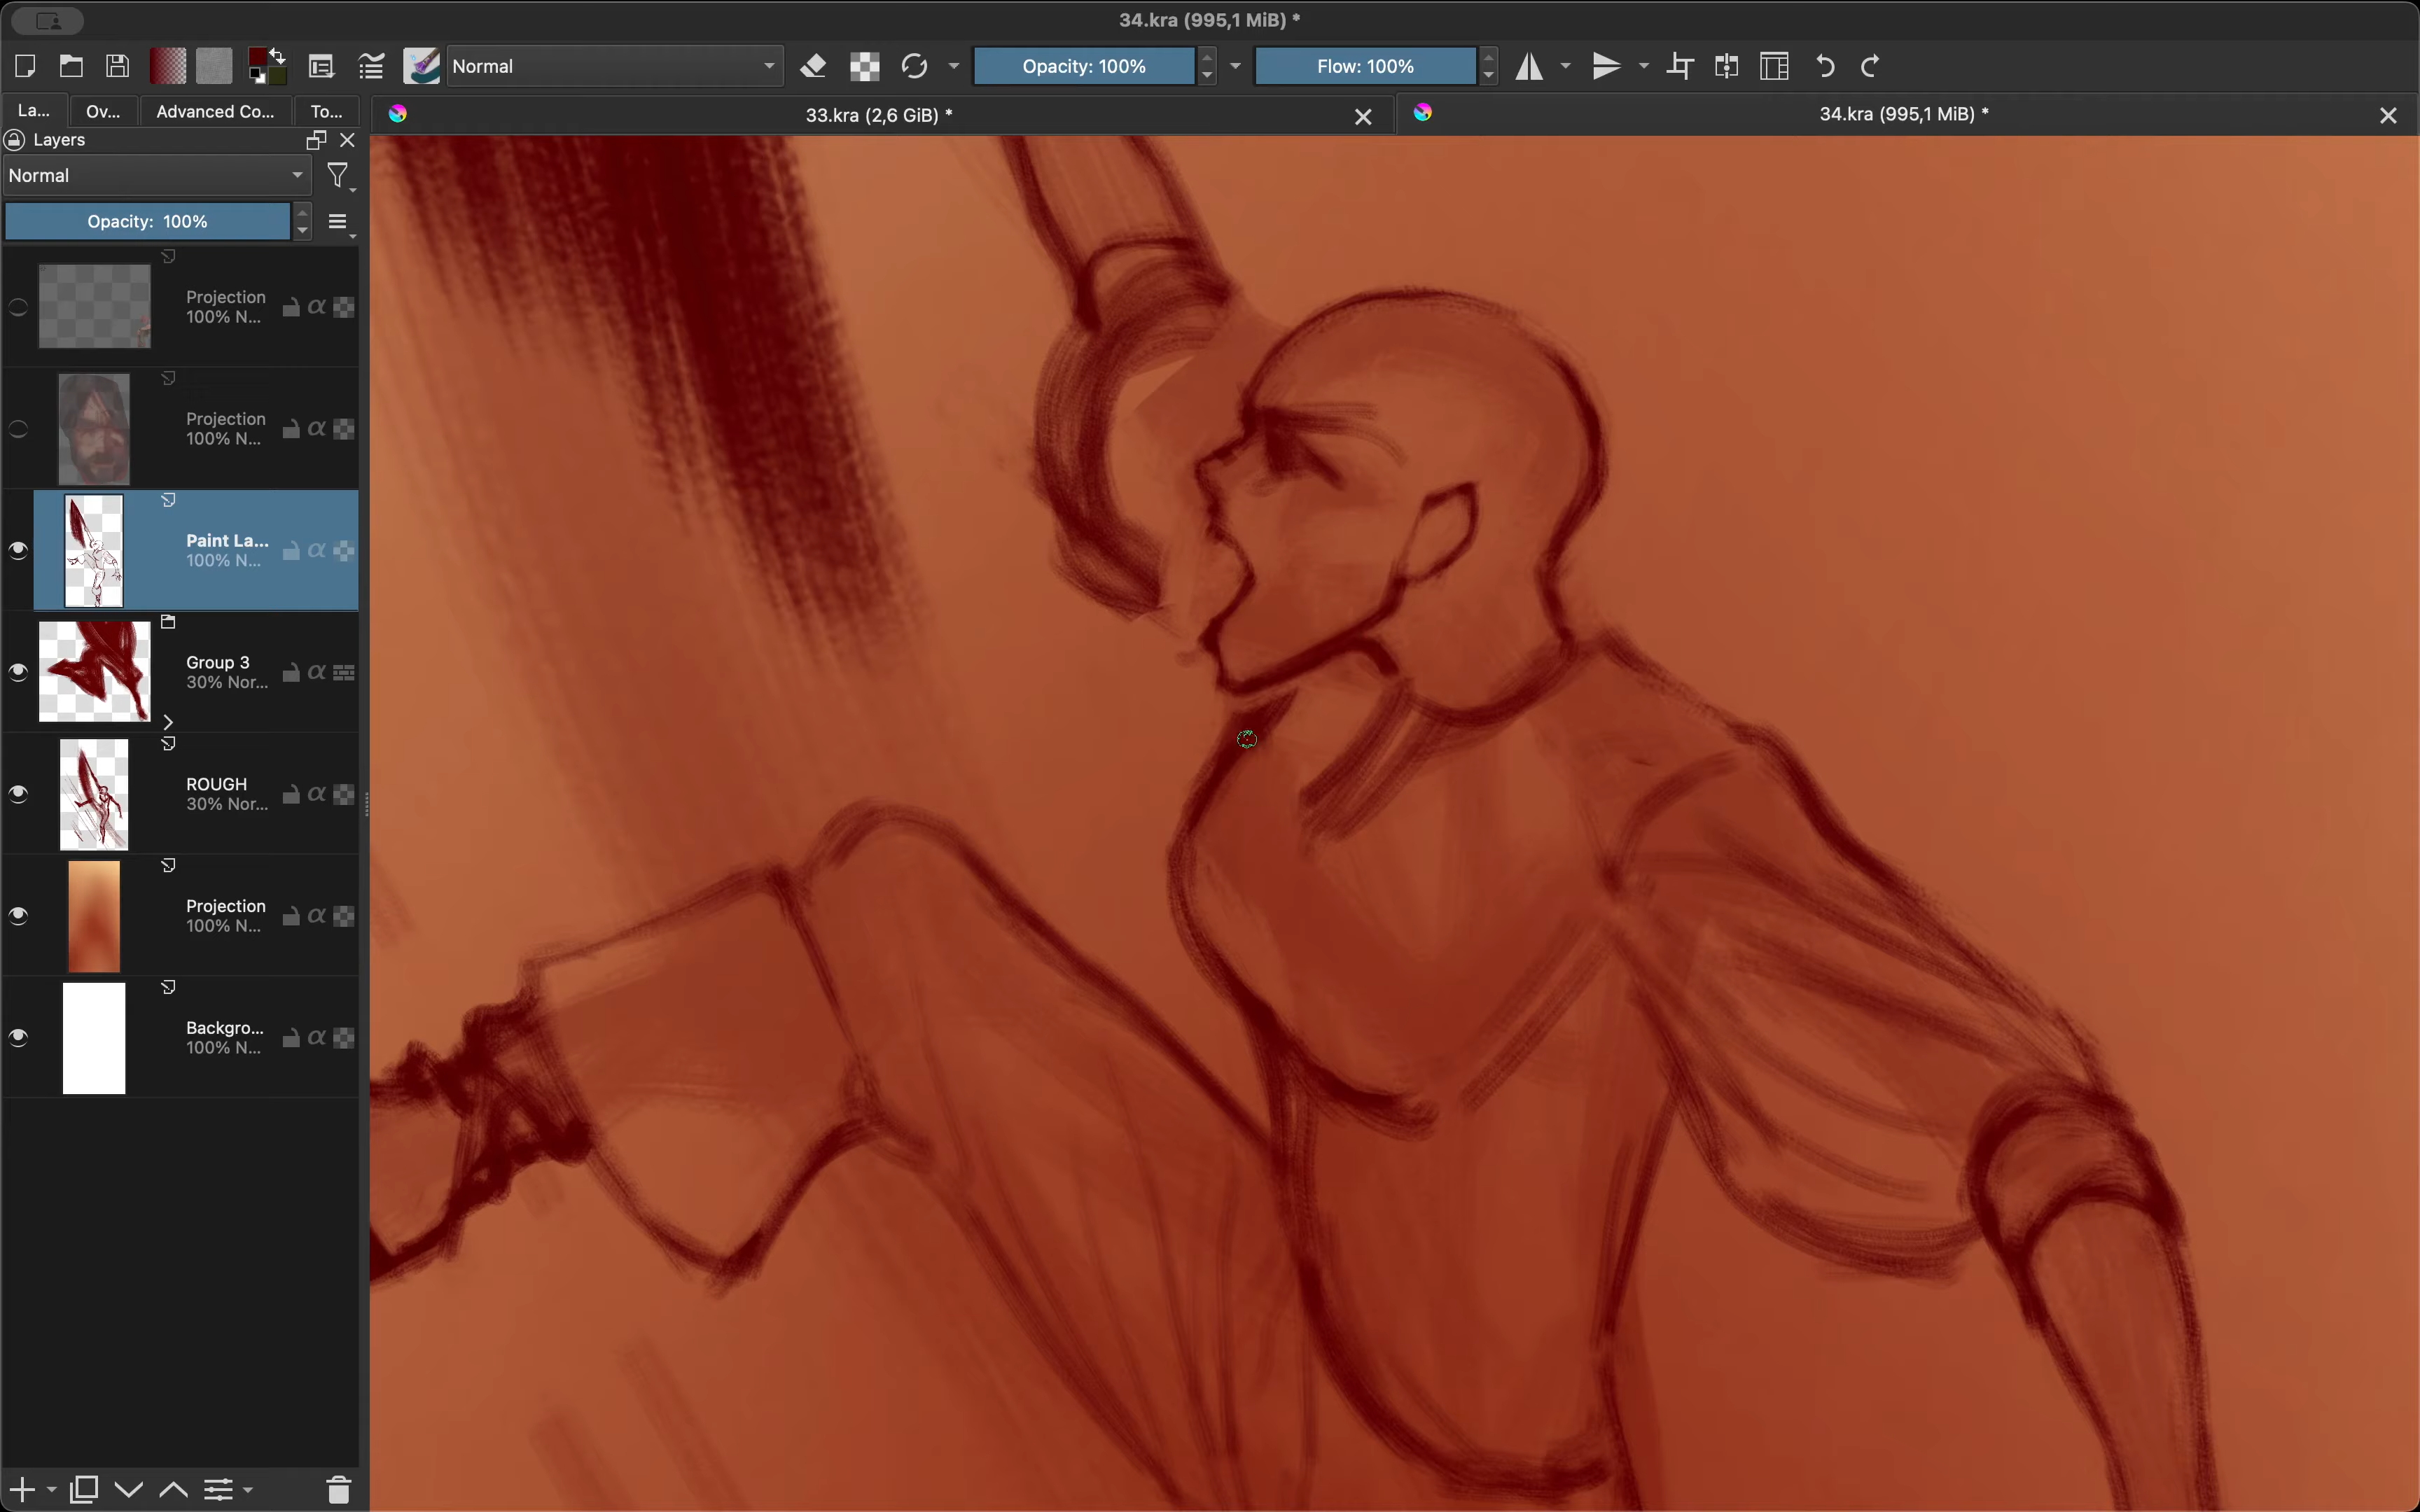 34.kra (995,1 MiB) *
Normal
Opacity: 100%
Flow: 100%
La...
Ov...
Advanced Co...
To...
33.kra (2,6 GiB) *
34.kra (995,1 MiB) *
Layers
Normal
Opacity: 100%
Projection
100% N...
α
Projection
100% N...
α
Paint La...
100% N...
α
Group 3
30% Nor...
α
ROUGH
30% Nor...
α
Projection
100% N...
α
Backgro...
100% N...
α